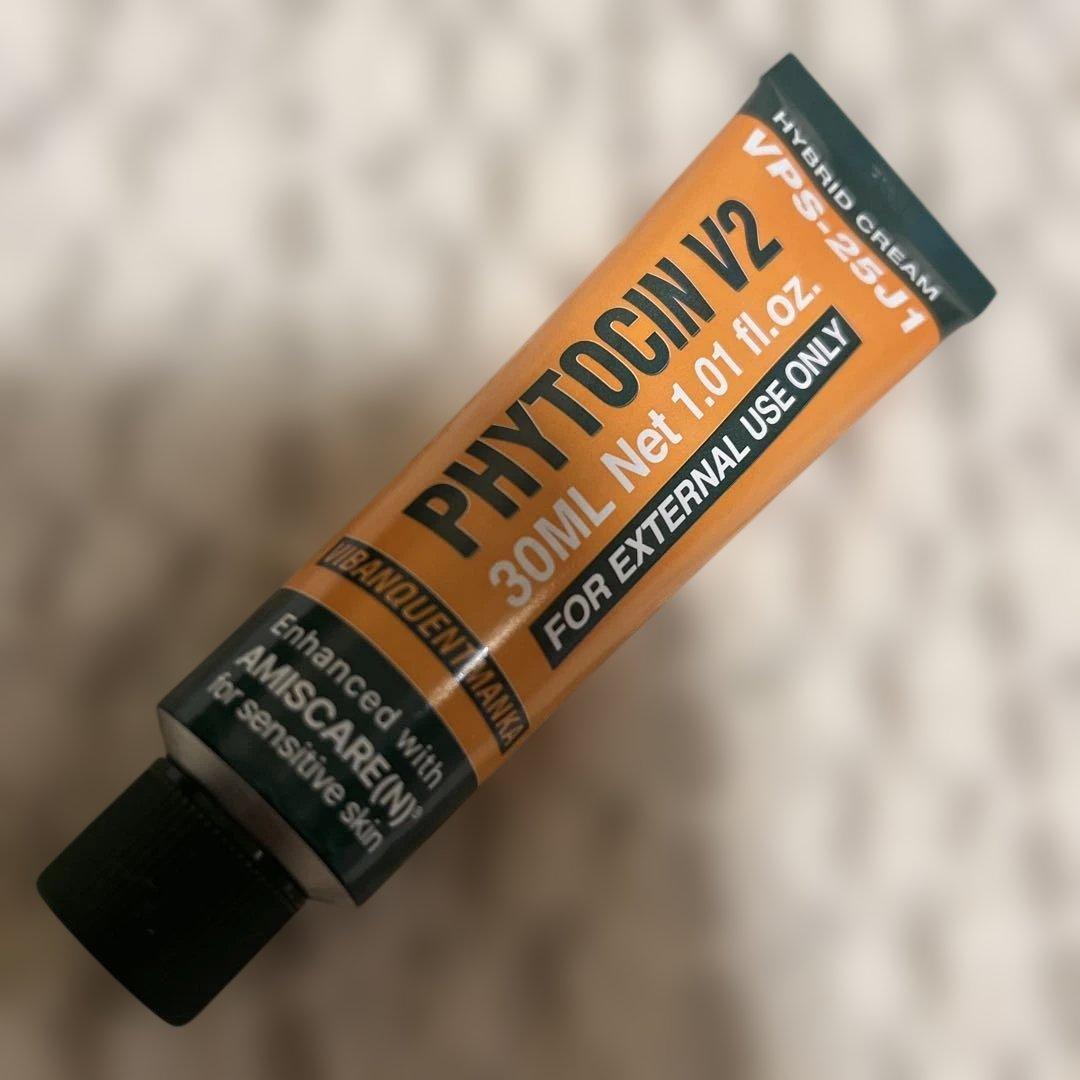 HYBRID CREAM
VPS-25J1
PHYTOCIN V2
30ML Net 1.01 fl.oz.
FOR EXTERNAL USE ONLY
VIBANQUENT MANKA
Enhanced with
AMISCARE(N)®
for sensitive skin